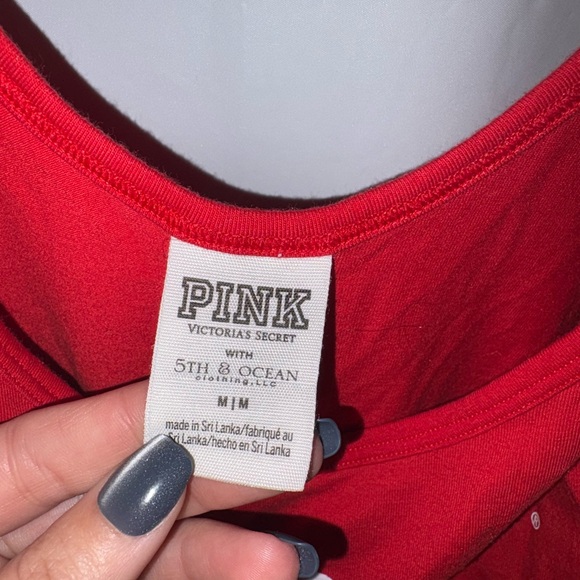 PINK
VICTORIA'S SECRET
WITH
5TH & OCEAN
clothing, LLC
M | M
made in Sri Lanka/fabriqué au
Sri Lanka/hecho en Sri Lanka
®